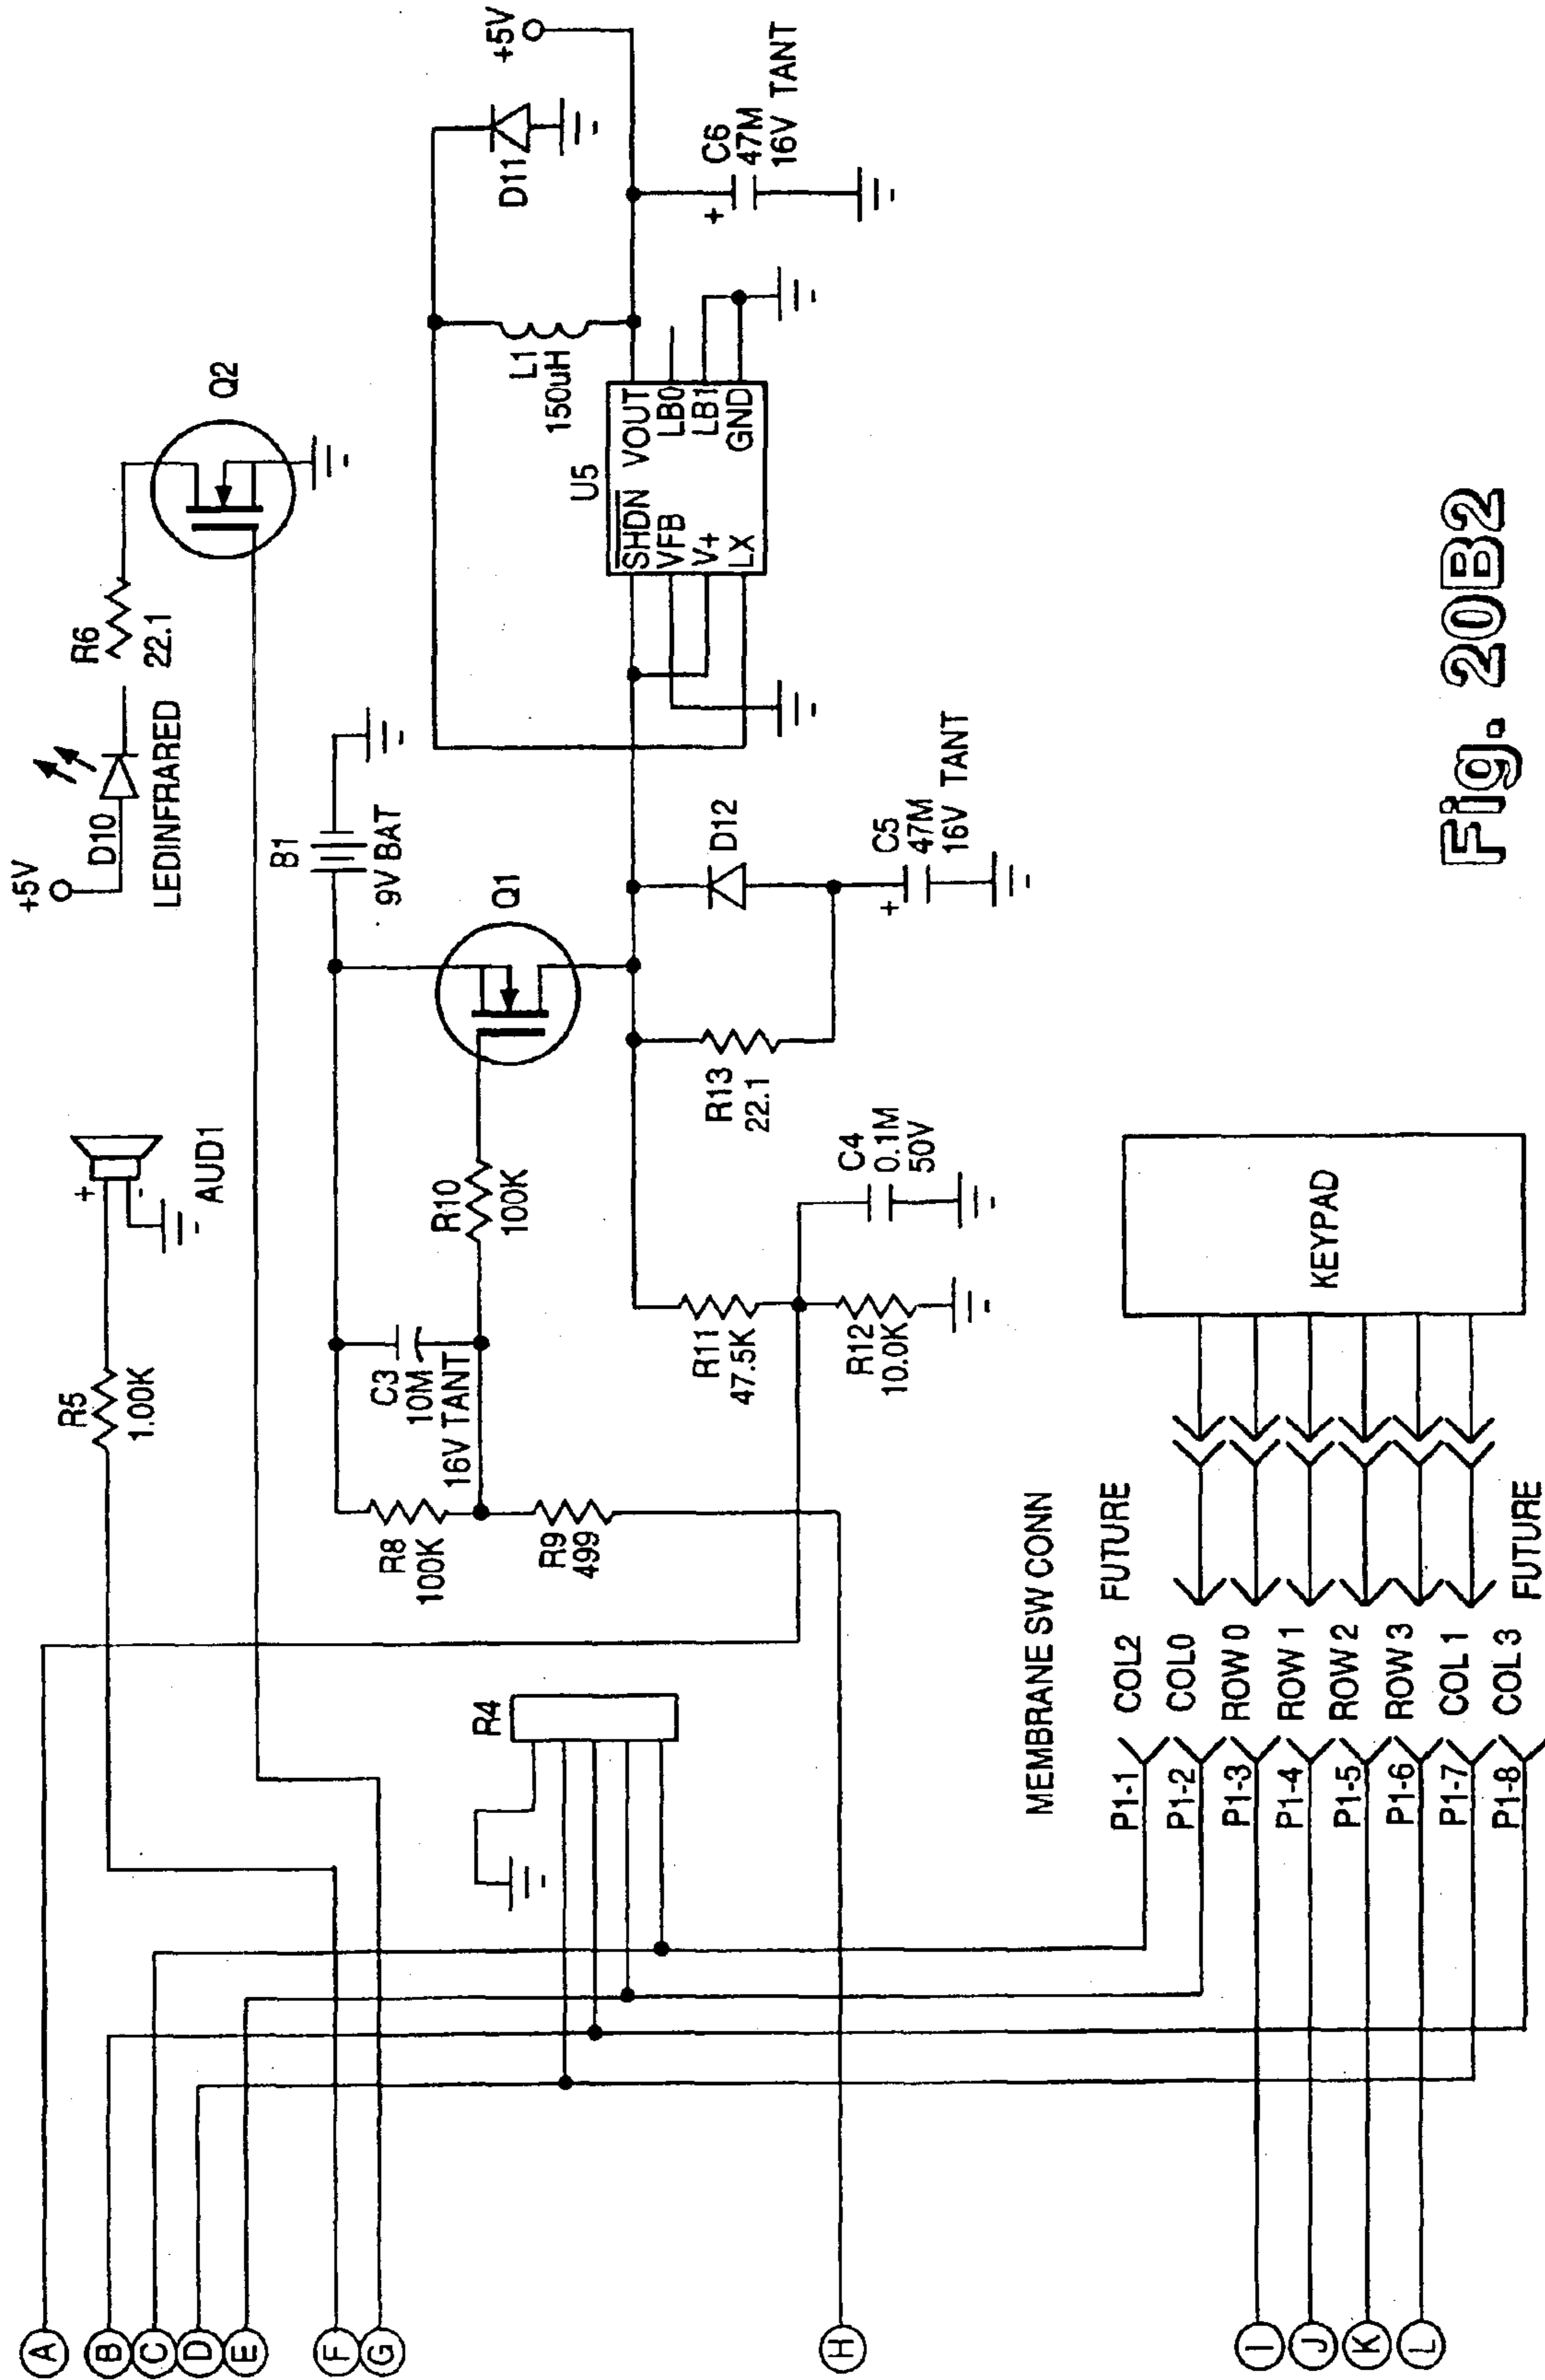 +5V
D10
LEDINFRARED
R6
22.1
Q2
R5
1.00K
+
-
AUD1
B1
9V BAT
+5V
D11
L1
150uH
R8
100K
C3
10M
16V TANT
R10
100K
Q1
R9
499
U5
SHDN VOUT
VFB LB0
V+ LB1
LX GND
+
C6
47M
16V TANT
R4
R11
47.5K
R12
10.0K
C4
0.1M
50V
R13
22.1
D12
+
C5
47M
16V TANT
MEMBRANE SW CONN
P1-1 COL2 FUTURE
P1-2 COL0
P1-3 ROW 0
P1-4 ROW 1
P1-5 ROW 2
P1-6 ROW 3
P1-7 COL 1
P1-8 COL 3 FUTURE
KEYPAD
A
B
C
D
E
F
G
H
I
J
K
L
Fig. 20B2